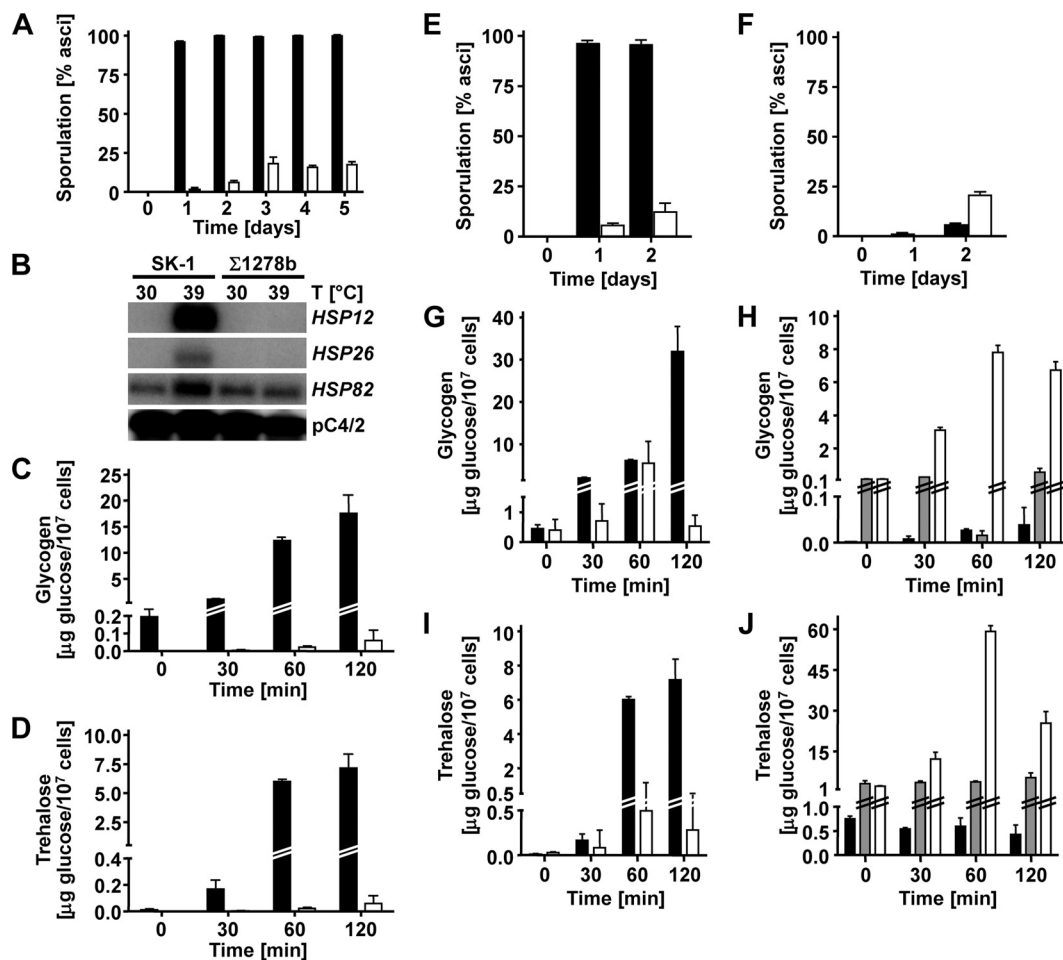 A
Sporulation [% asci]
100
75
50
25
0
0 1 2 3 4 5
Time [days]
B
SK-1 Σ1278b
30 39 30 39 T [°C]
HSP12
HSP26
HSP82
pC4/2
C
Glycogen
[µg glucose/10⁷ cells]
25
20
15
10
5
0.2
0.1
0.0
0 30 60 120
Time [min]
D
Trehalose
[µg glucose/10⁷ cells]
10.0
7.5
5.0
2.5
0.4
0.2
0.0
0 30 60 120
Time [min]
E
Sporulation [% asci]
100
75
50
25
0
0 1 2
Time [days]
F
Sporulation [% asci]
100
75
50
25
0
0 1 2
Time [days]
G
Glycogen
[µg glucose/10⁷ cells]
40
30
20
10
1
0
0 30 60 120
Time [min]
H
Glycogen
[µg glucose/10⁷ cells]
10
8
6
4
2
0.1
0.1
0.0
0 30 60 120
Time [min]
I
Trehalose
[µg glucose/10⁷ cells]
10
8
6
4
2
0.5
0.5
0.0
0 30 60 120
Time [min]
J
Trehalose
[µg glucose/10⁷ cells]
60
45
30
15
1
1.0
0.5
0.0
0 30 60 120
Time [min]